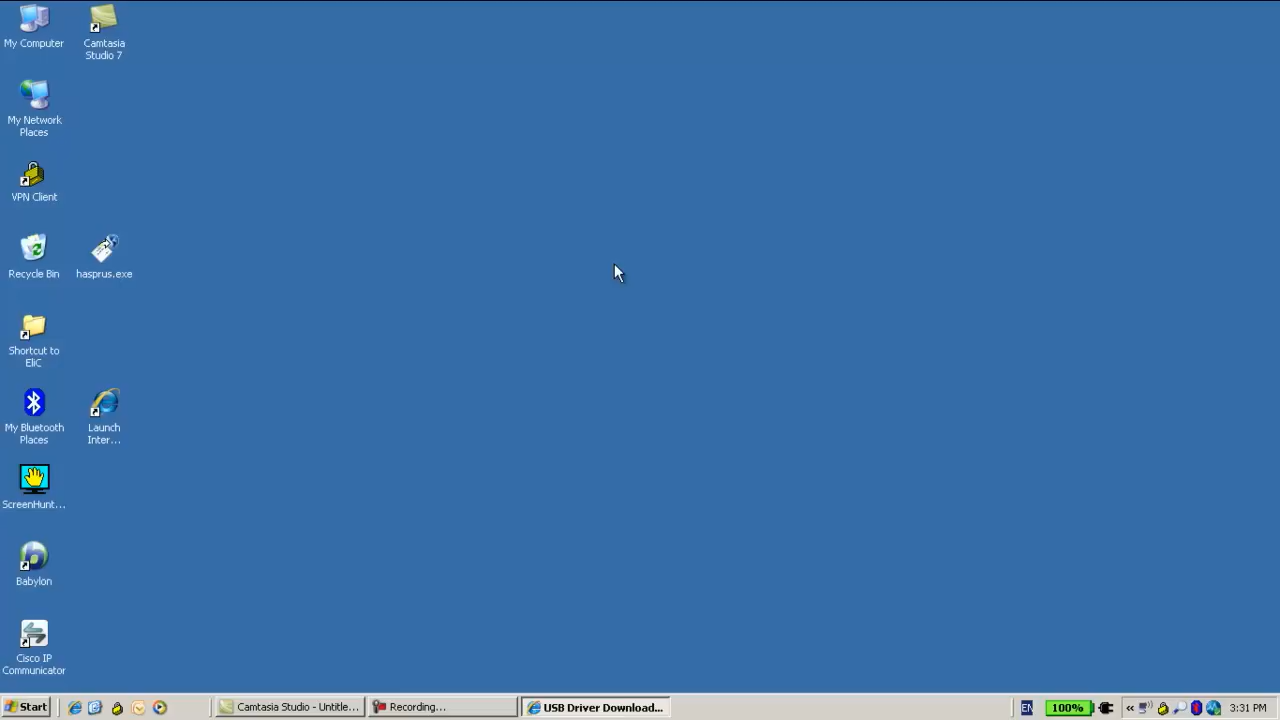 My Computer
Camtasia
Studio 7
My Network
Places
VPN Client
Recycle Bin
hasprus.exe
Shortcut to
EliC
My Bluetooth
Places
Launch
Inter...
ScreenHunt...
Babylon
Cisco IP
Communicator
Start
Camtasia Studio - Untitle...
Recording...
USB Driver Download...
EN
100%
«
3:31 PM